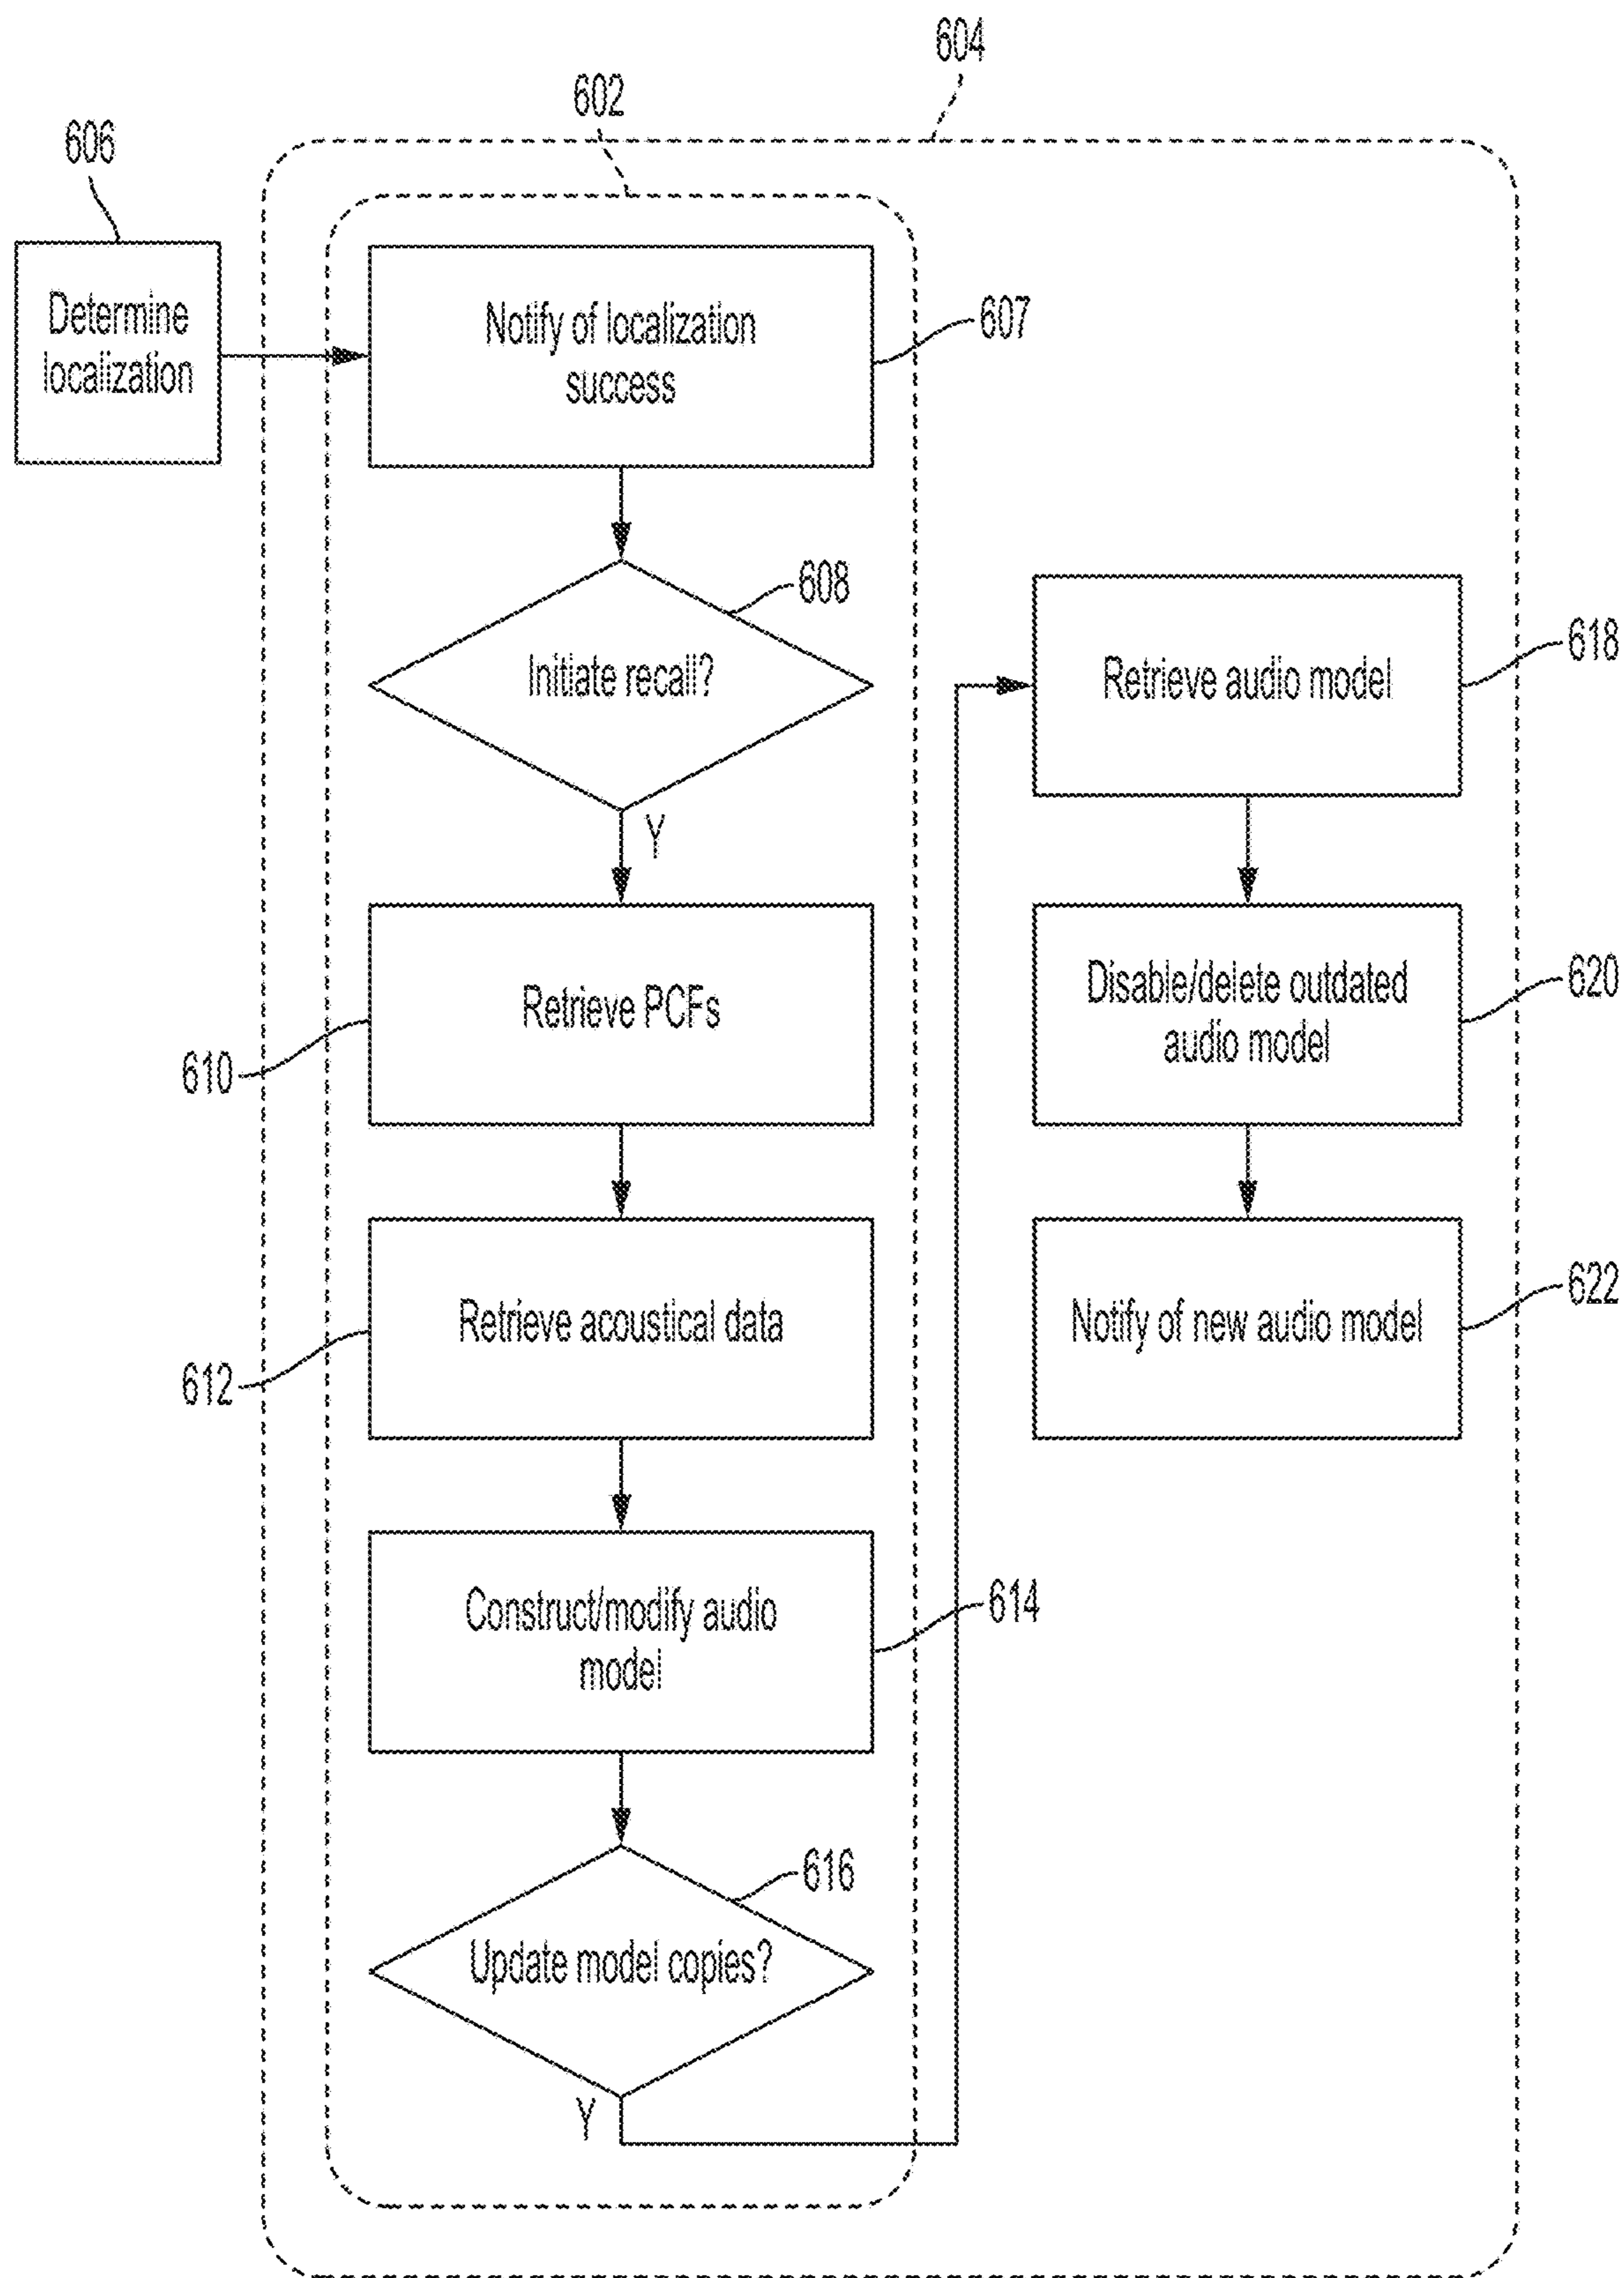 604
602
606
Determine
localization
Notify of localization
success
607
608
Initiate recall?
Y
618
Retrieve audio model
Retrieve PCFs
610
Disable/delete outdated
audio model
620
Retrieve acoustical data
612
Notify of new audio model
622
Construct/modify audio
model
614
616
Update model copies?
Y